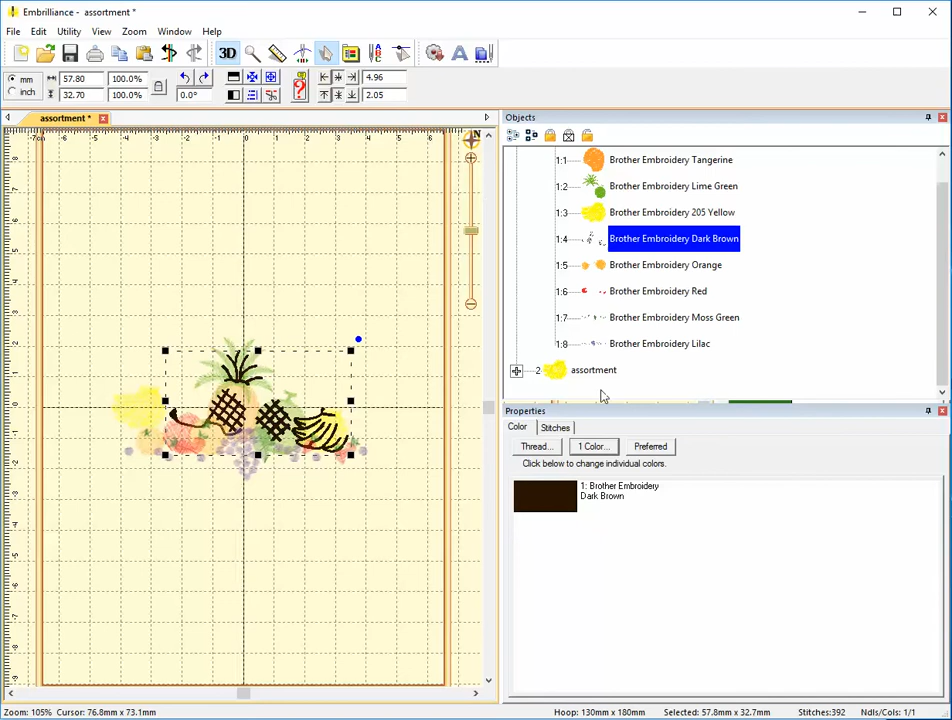 Embrilliance - assortment *
File Edit Utility View Zoom Window Help
3D
mm 57.80 100.0% 4.96
inch 32.70 100.0% 0.0° 2.05
assortment *
Objects
N
1:1 Brother Embroidery Tangerine
1:2 Brother Embroidery Lime Green
1:3 Brother Embroidery 205 Yellow
1:4 Brother Embroidery Dark Brown
1:5 Brother Embroidery Orange
1:6 Brother Embroidery Red
1:7 Brother Embroidery Moss Green
1:8 Brother Embroidery Lilac
2 assortment
Properties
Color Stitches
Thread... 1 Color... Preferred
Click below to change individual colors.
1: Brother Embroidery
Dark Brown
Zoom: 105% Cursor: 76.8mm x 73.1mm Hoop: 130mm x 180mm Selected: 57.8mm x 32.7mm Stitches:392 Ndls/Cols: 1/1